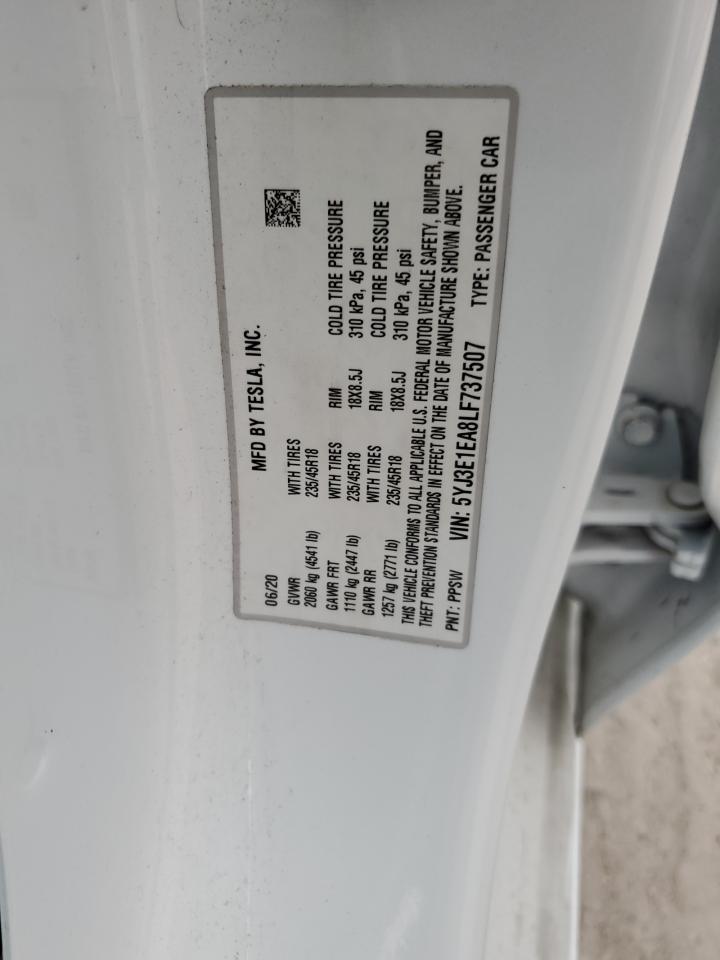 MFD BY TESLA, INC.
06/20
GVWR WITH TIRES
2060 kg (4541 lb) 235/45R18
GAWR FRT WITH TIRES RIM COLD TIRE PRESSURE
1110 kg (2447 lb) 235/45R18 18X8.5J 310 kPa, 45 psi
GAWR RR WITH TIRES RIM COLD TIRE PRESSURE
1257 kg (2771 lb) 235/45R18 18X8.5J 310 kPa, 45 psi
THIS VEHICLE CONFORMS TO ALL APPLICABLE U.S. FEDERAL MOTOR VEHICLE SAFETY, BUMPER, AND
THEFT PREVENTION STANDARDS IN EFFECT ON THE DATE OF MANUFACTURE SHOWN ABOVE.
PNT: PPSW VIN: 5YJ3E1EA8LF737507 TYPE: PASSENGER CAR